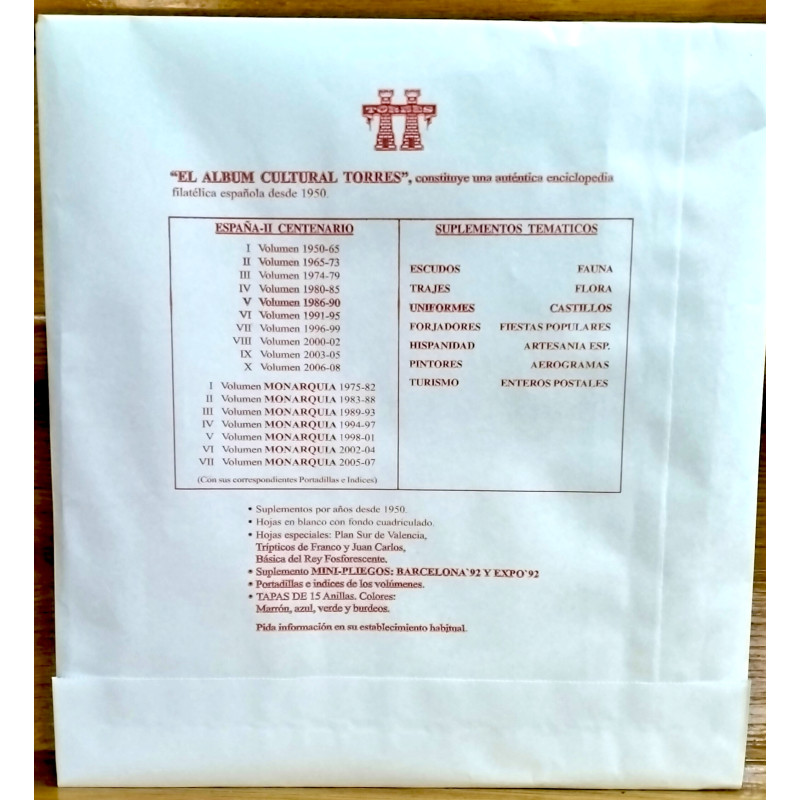 TORRES
“EL ALBUM CULTURAL TORRES”, constituye una auténtica enciclopedia
filatélica española desde 1950.
ESPAÑA-II CENTENARIO
I Volumen 1950-65
II Volumen 1965-73
III Volumen 1974-79
IV Volumen 1980-85
V Volumen 1986-90
VI Volumen 1991-95
VII Volumen 1996-99
VIII Volumen 2000-02
IX Volumen 2003-05
X Volumen 2006-08
I Volumen MONARQUIA 1975-82
II Volumen MONARQUIA 1983-88
III Volumen MONARQUIA 1989-93
IV Volumen MONARQUIA 1994-97
V Volumen MONARQUIA 1998-01
VI Volumen MONARQUIA 2002-04
VII Volumen MONARQUIA 2005-07
(Con sus correspondientes Portadillas e Indices)
SUPLEMENTOS TEMATICOS
ESCUDOS FAUNA
TRAJES FLORA
UNIFORMES CASTILLOS
FORJADORES FIESTAS POPULARES
HISPANIDAD ARTESANIA ESP.
PINTORES AEROGRAMAS
TURISMO ENTEROS POSTALES
• Suplementos por años desde 1950.
• Hojas en blanco con fondo cuadriculado.
• Hojas especiales: Plan Sur de Valencia,
Trípticos de Franco y Juan Carlos,
Básica del Rey Fosforescente.
• Suplemento MINI-PLIEGOS: BARCELONA`92 Y EXPO`92
• Portadillas e indices de los volúmenes.
• TAPAS DE 15 Anillas. Colores:
Marrón, azul, verde y burdeos.
Pida información en su establecimiento habitual.